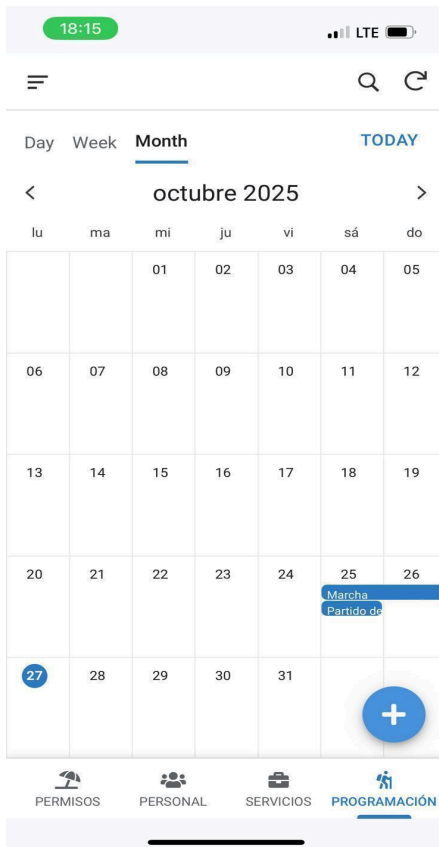 18:15 LTE
Day Week Month TODAY
octubre 2025
lu ma mi ju vi sá do
01 02 03 04 05
06 07 08 09 10 11 12
13 14 15 16 17 18 19
20 21 22 23 24 25 26
Marcha
Partido de
27 28 29 30 31
PERMISOS PERSONAL SERVICIOS PROGRAMACIÓN